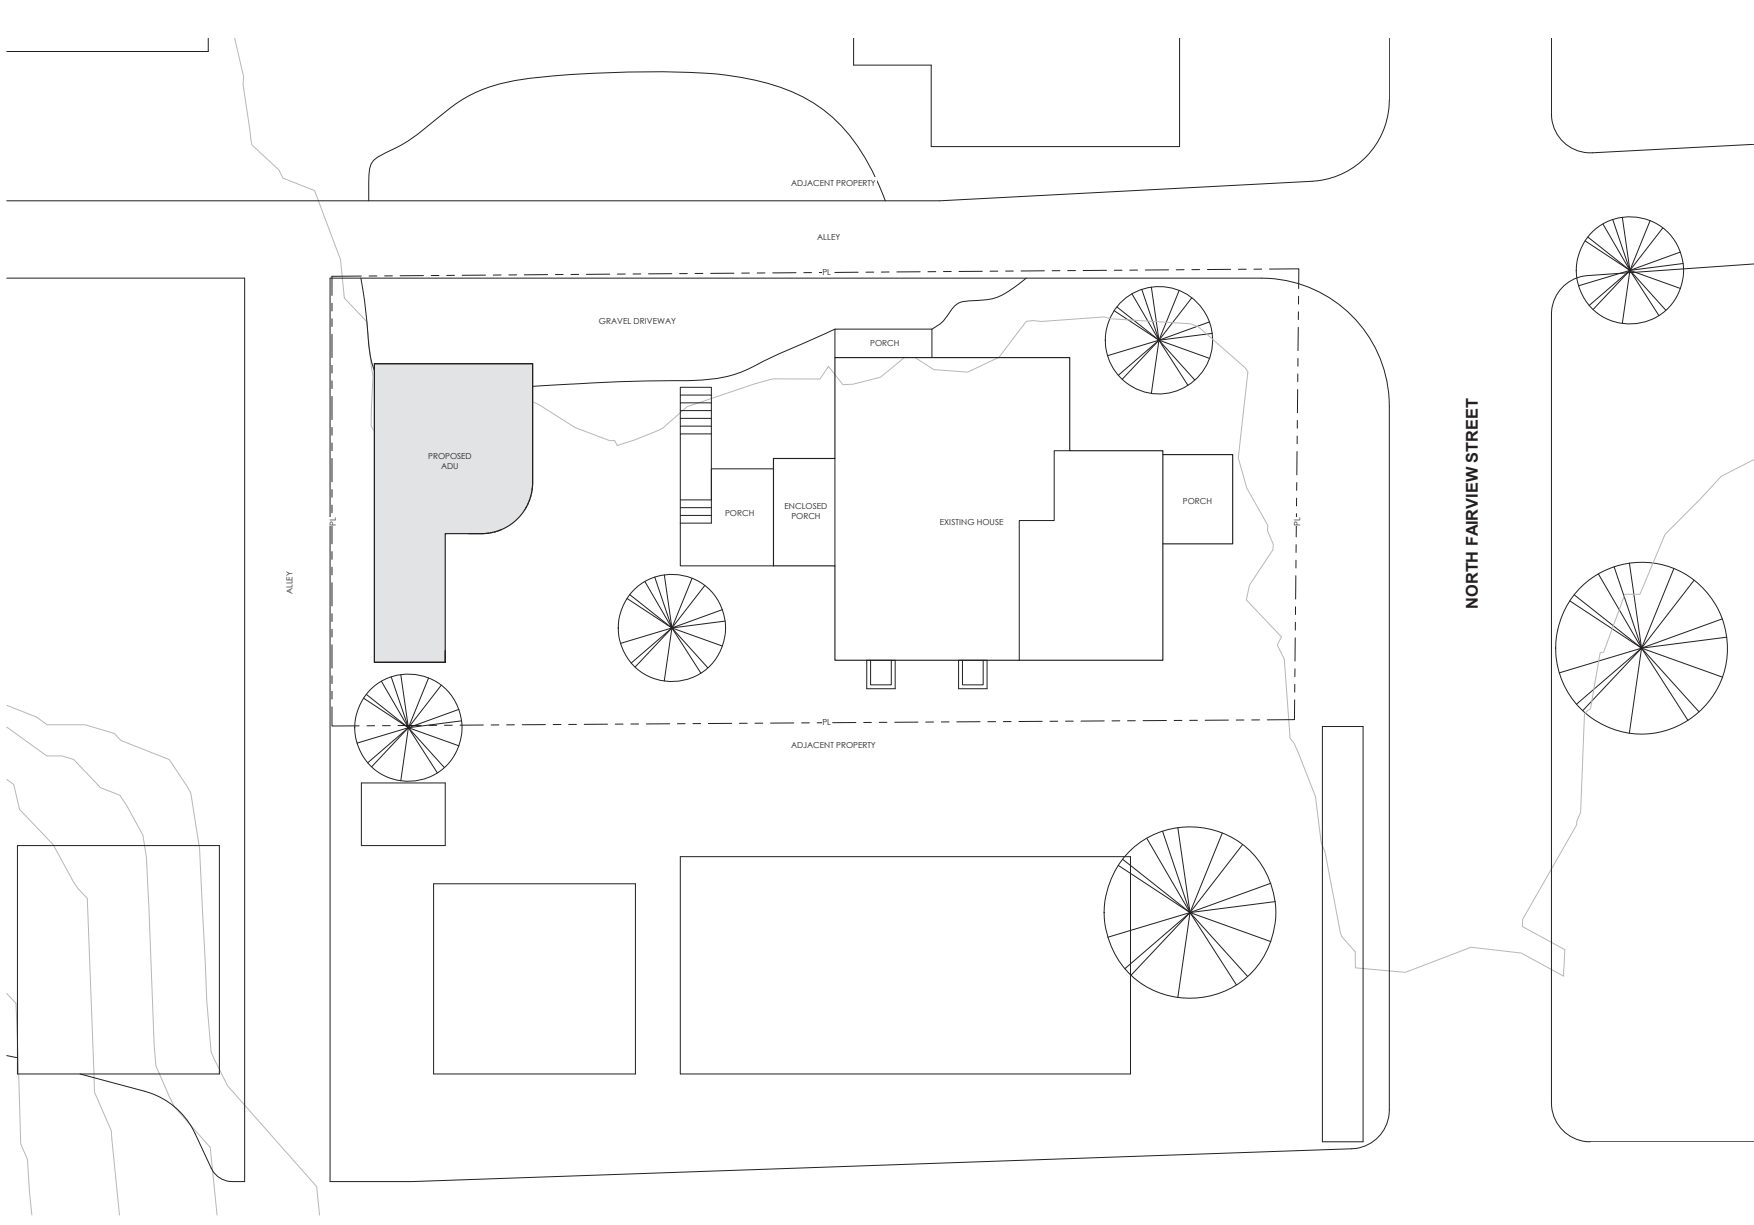 ADJACENT PROPERTY
ALLEY
PL
GRAVEL DRIVEWAY
PORCH
PROPOSED
ADU
PL
PORCH
ENCLOSED
PORCH
EXISTING HOUSE
PORCH
PL
NORTH FAIRVIEW STREET
ALLEY
PL
ADJACENT PROPERTY